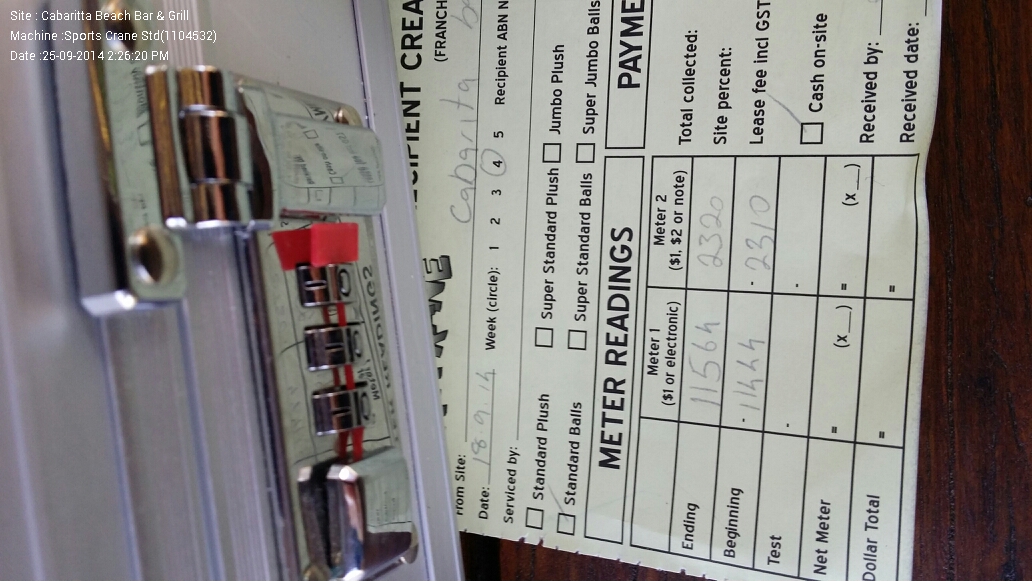 Site : Cabaritta Beach Bar & Grill
Machine :Sports Crane Std(1104532)
Date :25-09-2014 2:26:20 PM
CIPIENT CREA
(FRANCH
From Site: Cabarita
Date: 18.9.14 Week (circle): 1 2 3 4 5 Recipient ABN N
Serviced by:
Standard Plush Super Standard Plush Jumbo Plush
Standard Balls Super Standard Balls Super Jumbo Balls
METER READINGS
Meter 1 Meter 2
($1 or electronic) ($1, $2 or note)
Ending 11564 2320
Beginning - 11444 - 2310
Test - -
Net Meter = (x__) = (x__)
Dollar Total = =
PAYME
Total collected:
Site percent:
Lease fee incl GST
Cash on-site
Received by:
Received date: